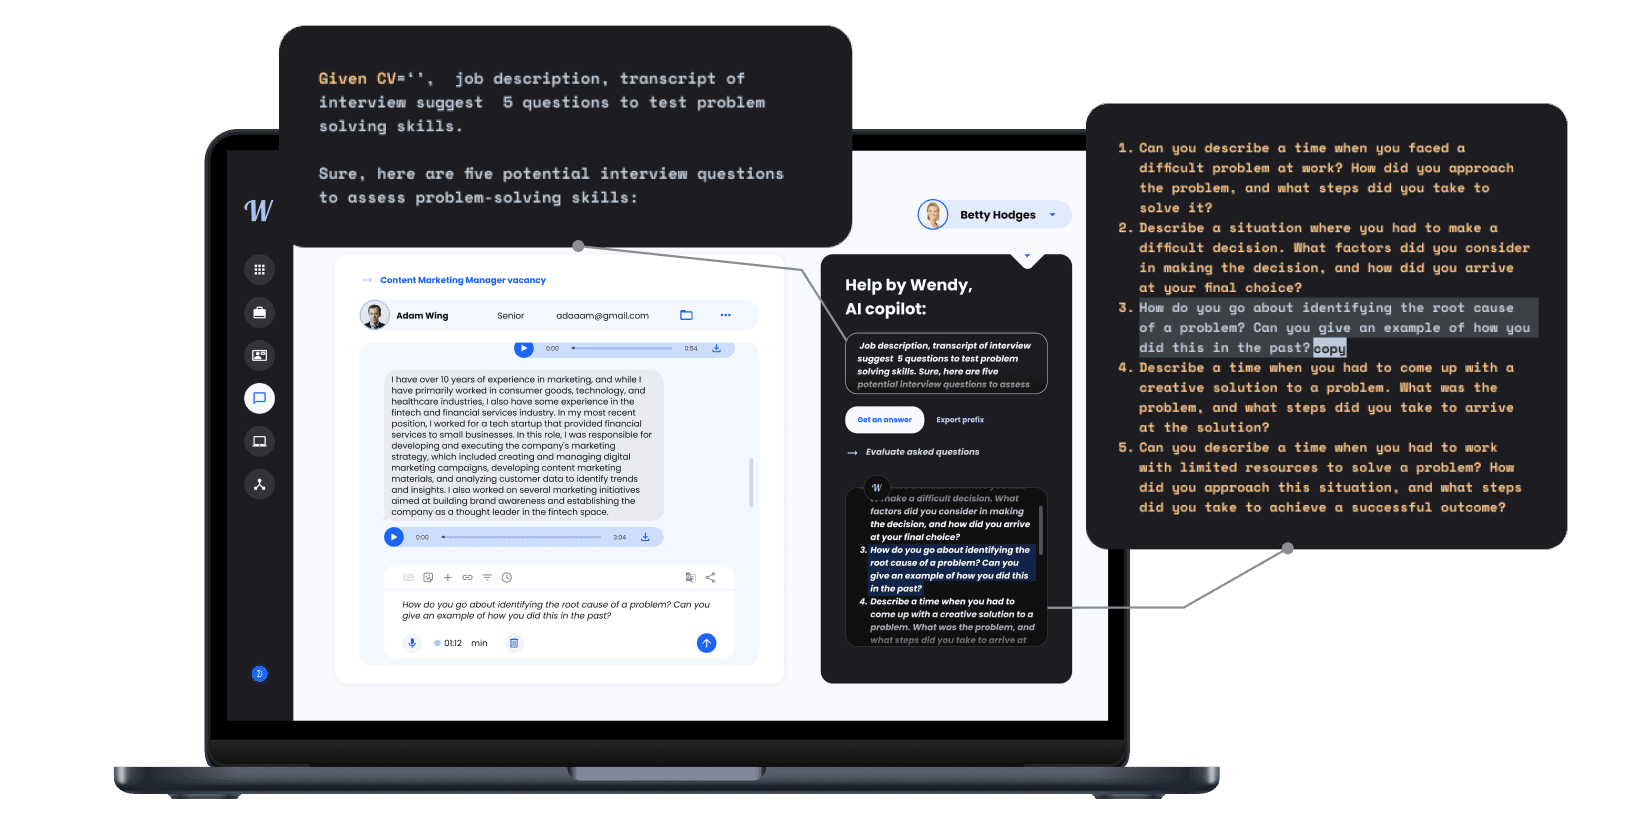 Given CV=‘’,  job description, transcript of
interview suggest  5 questions to test problem
solving skills.
Sure, here are five potential interview questions
to assess problem-solving skills:
W
Betty Hodges
Content Marketing Manager vacancy
Adam Wing
Senior
adaaam@gmail.com
0:00
0:54
I have over 10 years of experience in marketing, and while I
have primarily worked in consumer goods, technology, and
healthcare industries, I also have some experience in the
fintech and financial services industry. In my most recent
position, I worked for a tech startup that provided financial
services to small businesses. In this role, I was responsible for
developing and executing the company's marketing
strategy, which included creating and managing digital
marketing campaigns, developing content marketing
materials, and analyzing customer data to identify trends
and insights. I also worked on several marketing initiatives
aimed at building brand awareness and establishing the
company as a thought leader in the fintech space.
0:00
3:04
How do you go about identifying the root cause of a problem? Can you
give an example of how you did this in the past?
01:12 min
Help by Wendy,
AI copilot:
Job description, transcript of interview
suggest  5 questions to test problem
solving skills. Sure, here are five
potential interview questions to assess
Get an answer
Export prefix
Evaluate asked questions
W
to make a difficult decision. What
factors did you consider in making
the decision, and how did you arrive
at your final choice?
3. How do you go about identifying the
root cause of a problem? Can you
give an example of how you did this
in the past?
4. Describe a time when you had to
come up with a creative solution to a
problem. What was the problem, and
what steps did you take to arrive at
1. Can you describe a time when you faced a
difficult problem at work? How did you approach
the problem, and what steps did you take to
solve it?
2. Describe a situation where you had to make a
difficult decision. What factors did you consider
in making the decision, and how did you arrive
at your final choice?
3. How do you go about identifying the root cause
of a problem? Can you give an example of how you
did this in the past? copy
4. Describe a time when you had to come up with a
creative solution to a problem. What was the
problem, and what steps did you take to arrive
at the solution?
5. Can you describe a time when you had to work
with limited resources to solve a problem? How
did you approach this situation, and what steps
did you take to achieve a successful outcome?